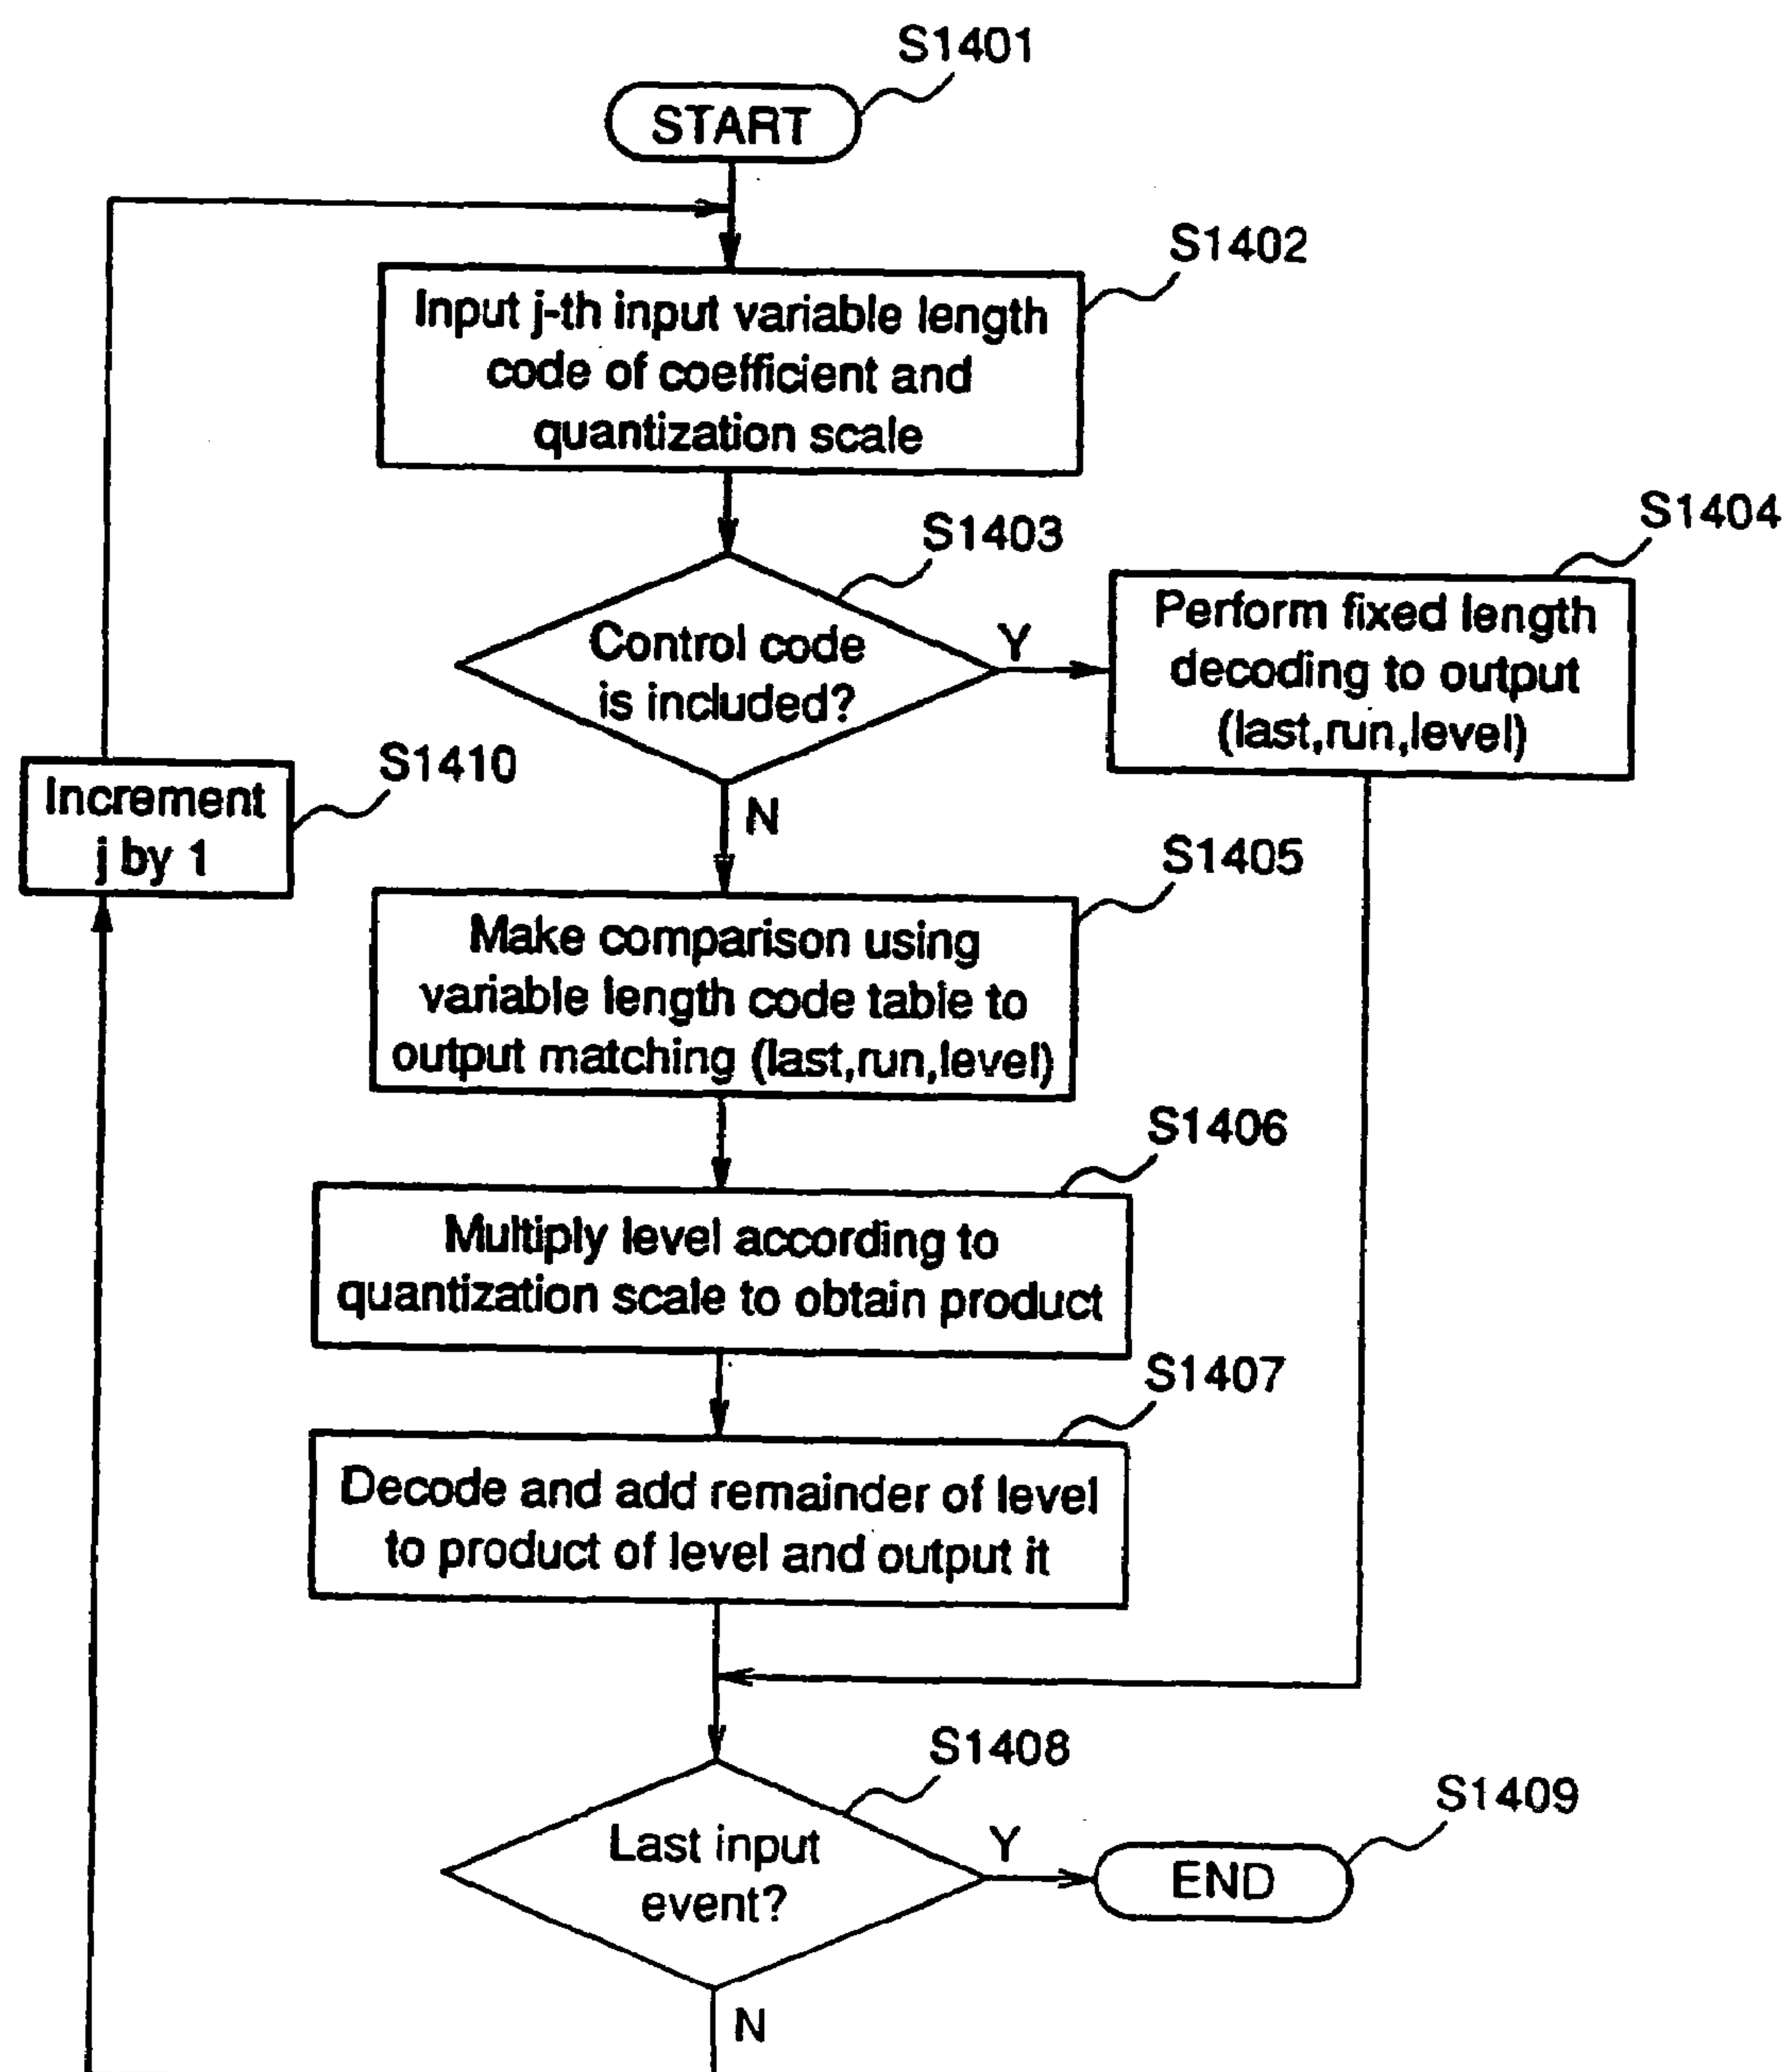 S1401
START
S1402
Input j-th input variable length
code of coefficient and
quantization scale
S1403
Control code
is included?
Y
N
S1404
Perform fixed length
decoding to output
(last,run,level)
S1410
Increment
j by 1
S1405
Make comparison using
variable length code table to
output matching (last,run,level)
S1406
Multiply level according to
quantization scale to obtain product
S1407
Decode and add remainder of level
to product of level and output it
S1408
Last input
event?
Y
N
S1409
END